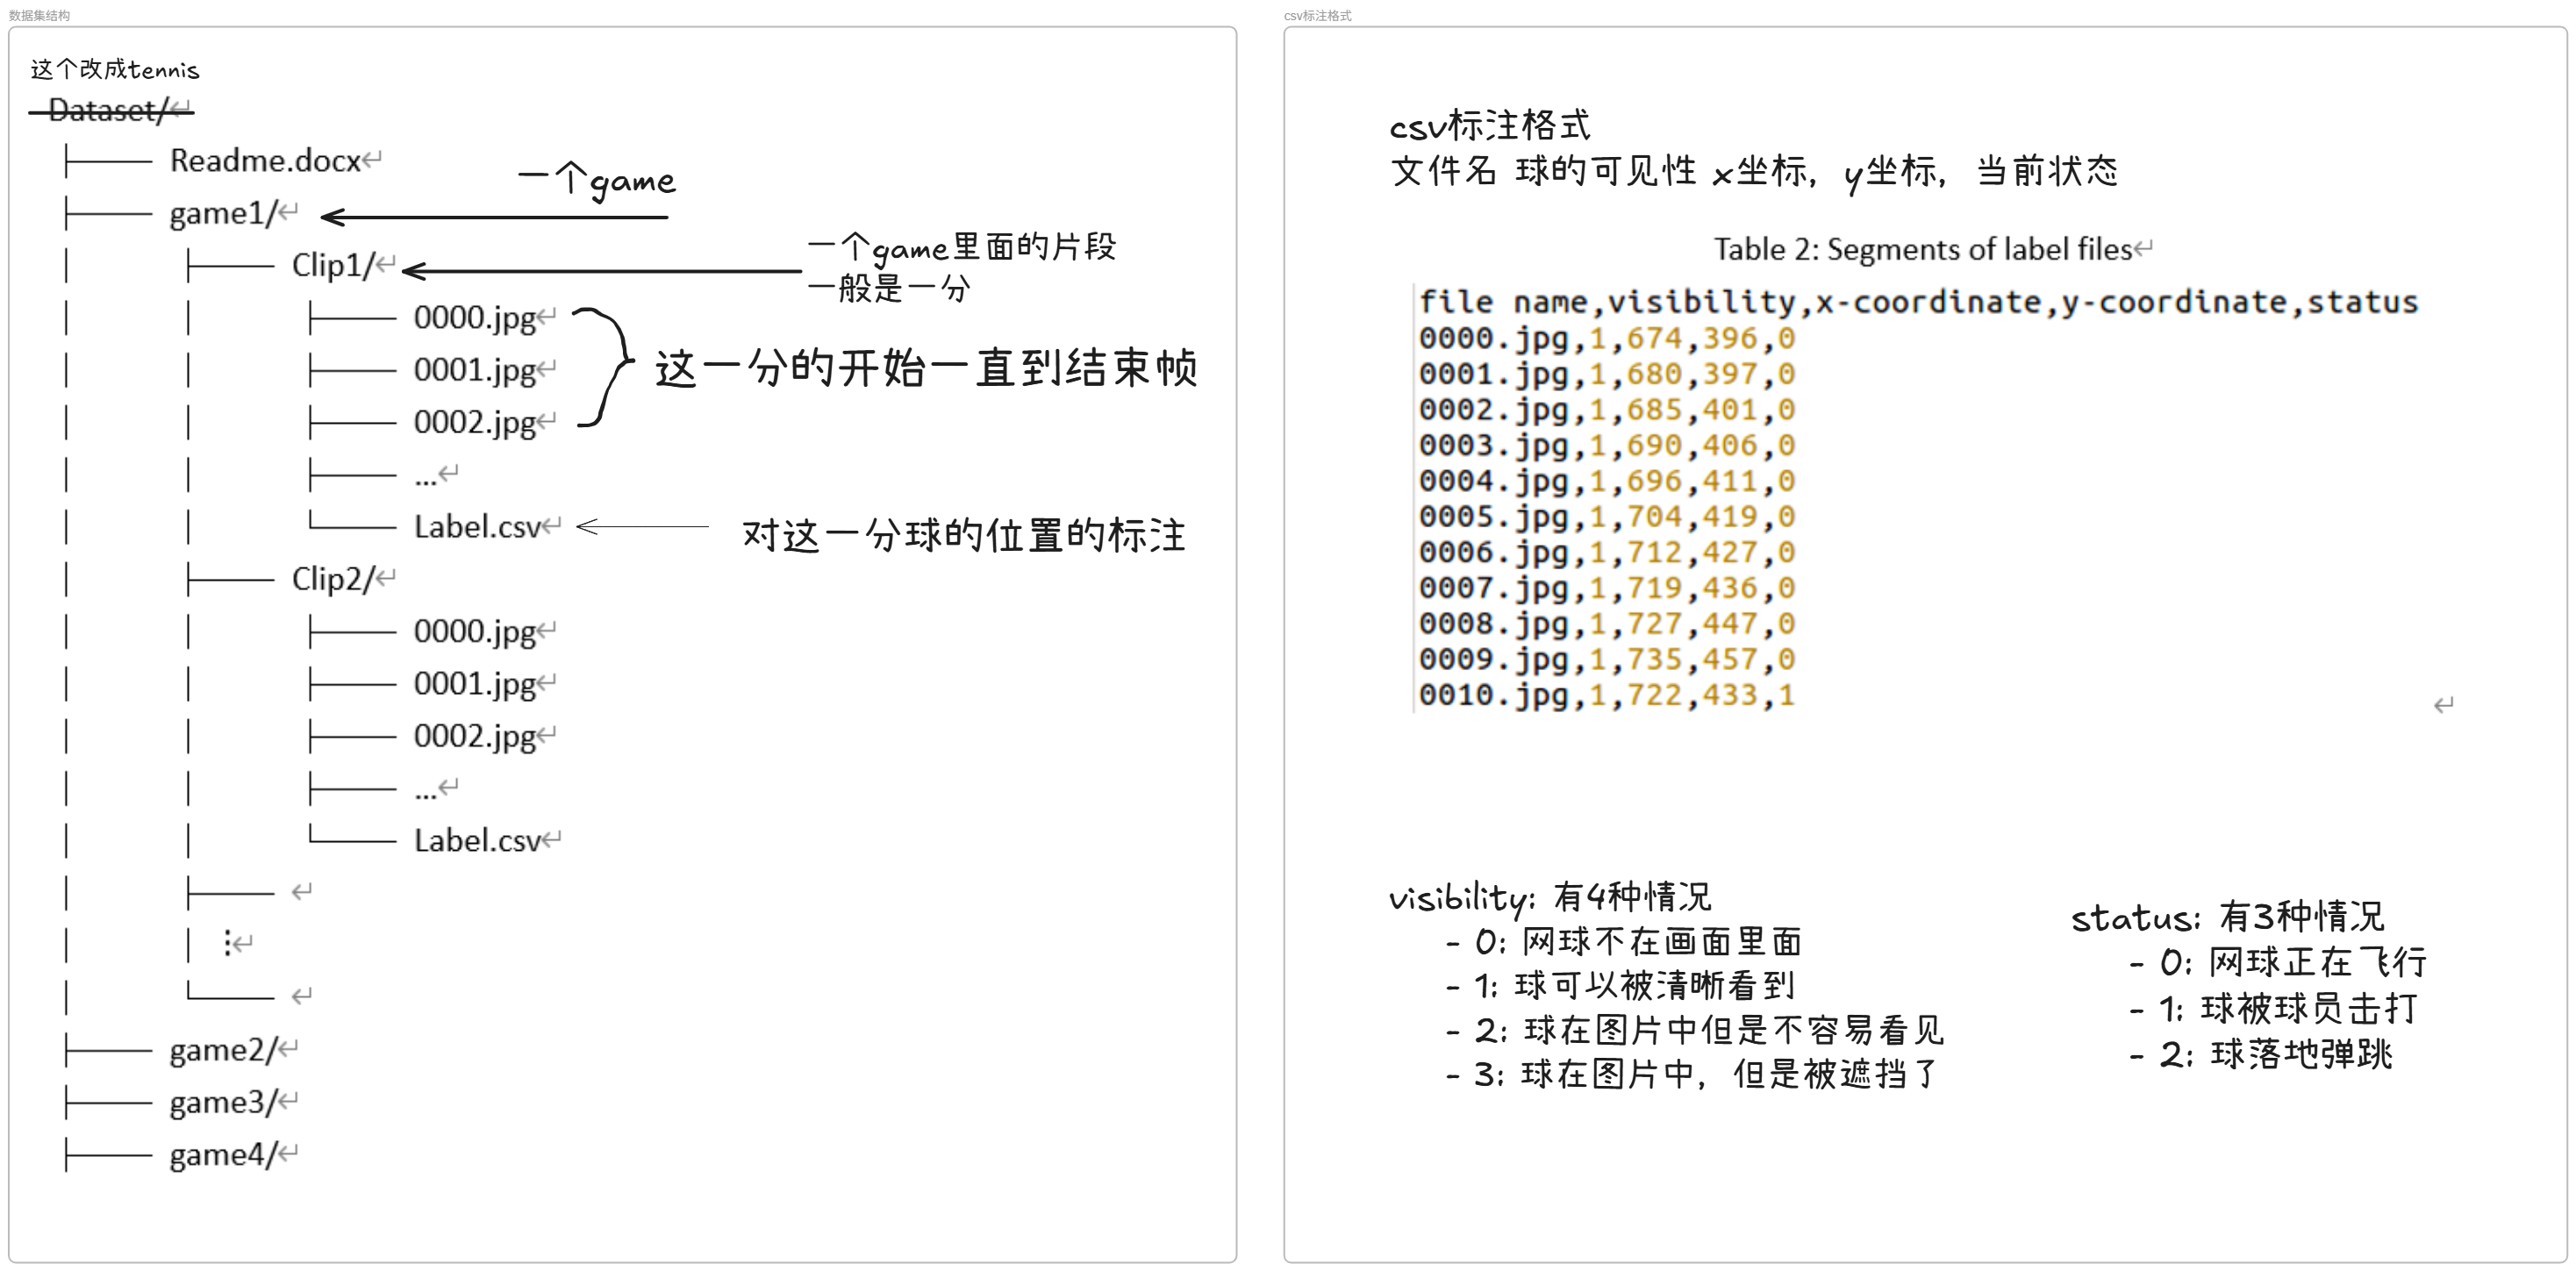 数据集结构
这个改成tennis
Dataset/
Readme.docx
一个game
game1/
一个game里面的片段
一般是一分
Clip1/
0000.jpg
0001.jpg
这一分的开始一直到结束帧
0002.jpg
...
Label.csv
对这一分球的位置的标注
Clip2/
0000.jpg
0001.jpg
0002.jpg
...
Label.csv
⋮
game2/
game3/
game4/
csv标注格式
csv标注格式
文件名 球的可见性 x坐标，y坐标，当前状态
Table 2: Segments of label files
file name,visibility,x-coordinate,y-coordinate,status
0000.jpg,1,674,396,0
0001.jpg,1,680,397,0
0002.jpg,1,685,401,0
0003.jpg,1,690,406,0
0004.jpg,1,696,411,0
0005.jpg,1,704,419,0
0006.jpg,1,712,427,0
0007.jpg,1,719,436,0
0008.jpg,1,727,447,0
0009.jpg,1,735,457,0
0010.jpg,1,722,433,1
visibility: 有4种情况
- 0: 网球不在画面里面
- 1: 球可以被清晰看到
- 2: 球在图片中但是不容易看见
- 3: 球在图片中，但是被遮挡了
status: 有3种情况
- 0: 网球正在飞行
- 1: 球被球员击打
- 2: 球落地弹跳